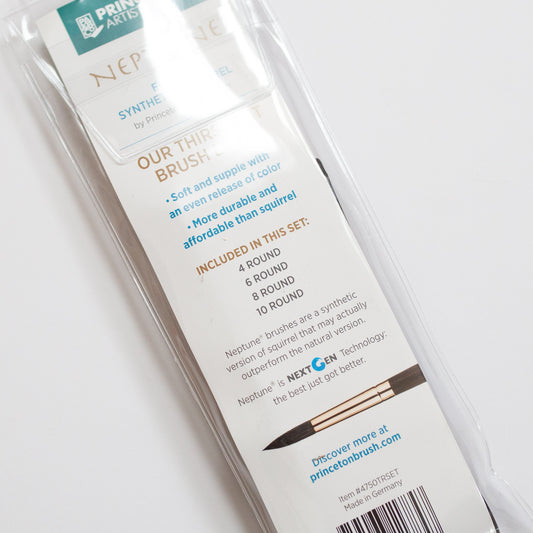 PRINC
ARTIS
NEPTUNE
SYNTHE
by Princeto
OUR THIRS
BRUSH
• Soft and supple with
an even release of color
• More durable and
affordable than squirrel
INCLUDED IN THIS SET:
4 ROUND
6 ROUND
8 ROUND
10 ROUND
Neptune® brushes are a synthetic
version of squirrel that may actually
outperform the natural version.
Neptune® is NEXTGEN Technology:
the best just got better.
Discover more at
princetonbrush.com
Item #4750TRSET
Made in Germany